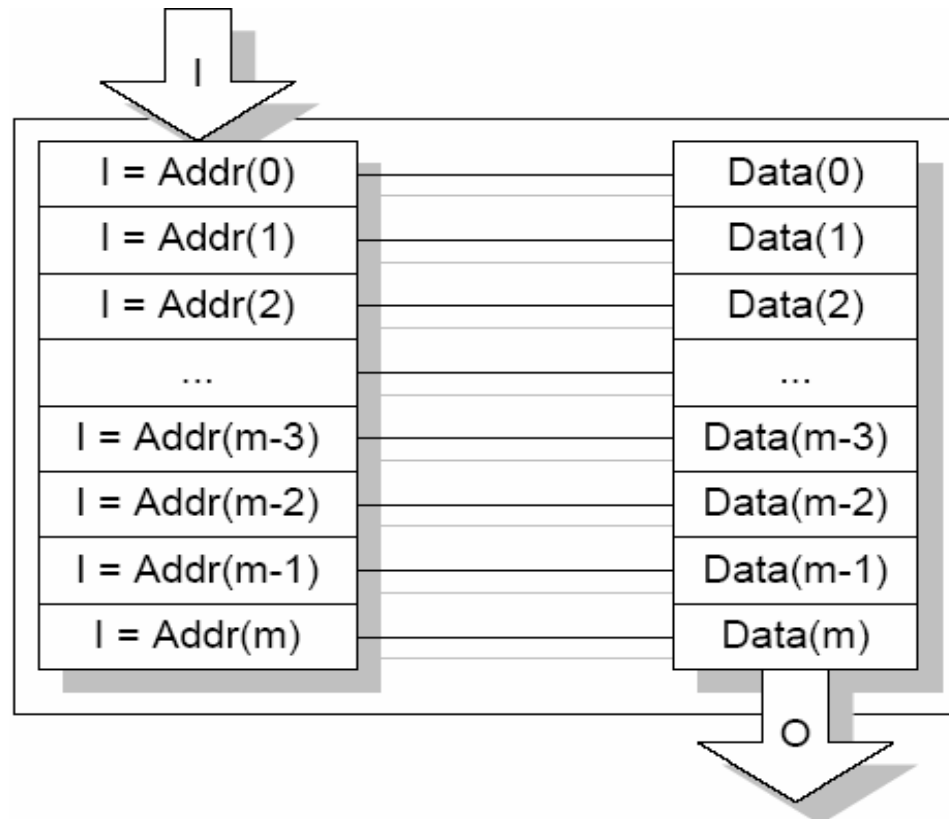 I
I = Addr(0) Data(0)
I = Addr(1) Data(1)
I = Addr(2) Data(2)
... ...
I = Addr(m-3) Data(m-3)
I = Addr(m-2) Data(m-2)
I = Addr(m-1) Data(m-1)
I = Addr(m) Data(m)
O